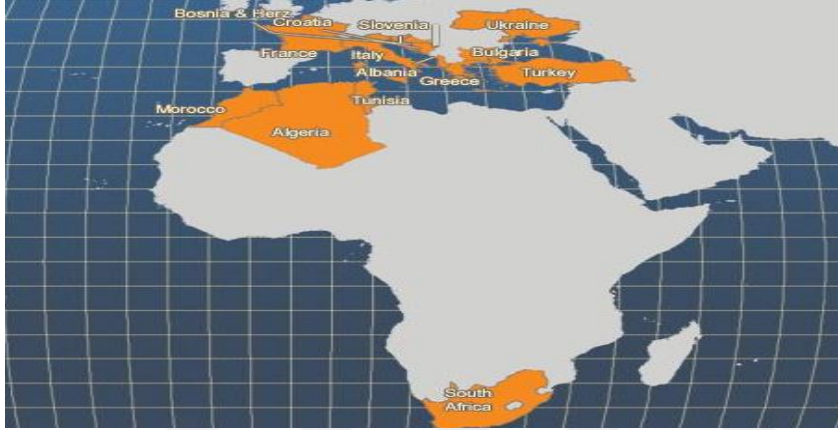 Bosnia & Herz.
Croatia
Slovenia
Ukraine
France
Italy
Bulgaria
Albania
Greece
Turkey
Morocco
Tunisia
Algeria
South
Africa